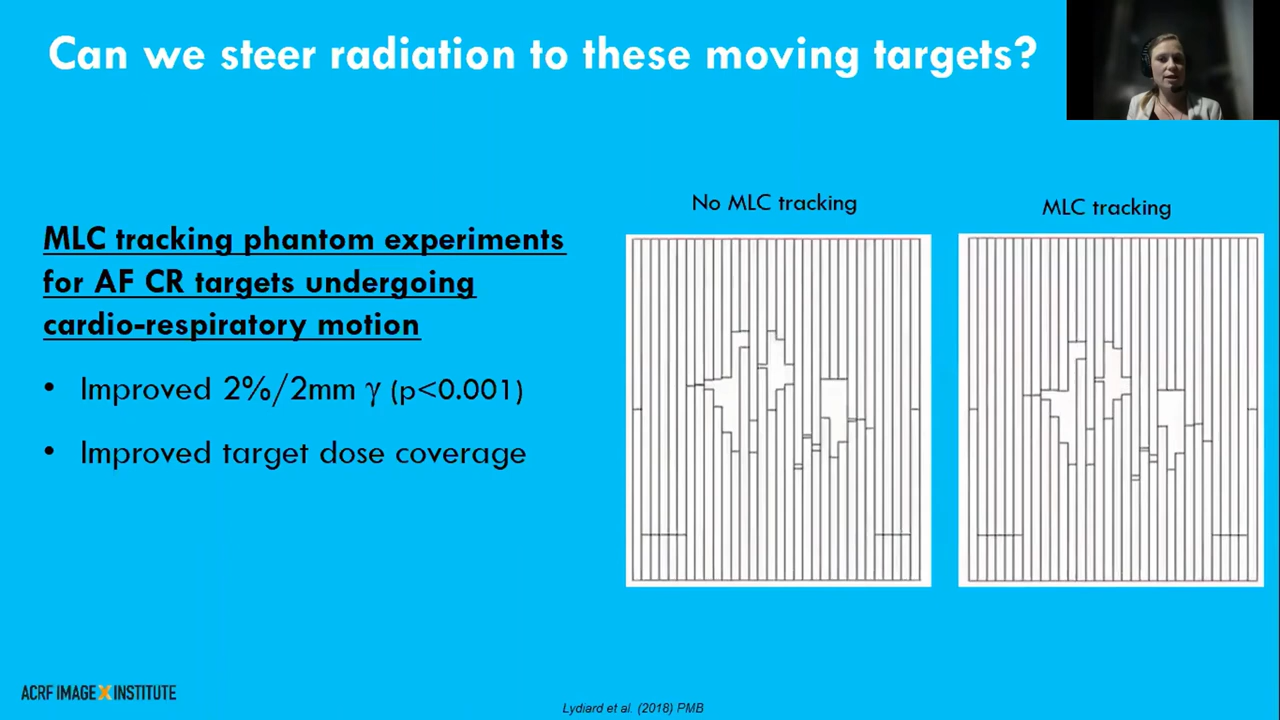 Can we steer radiation to these moving targets?
No MLC tracking
MLC tracking
MLC tracking phantom experiments
for AF CR targets undergoing
cardio-respiratory motion
• Improved 2%/2mm γ (p<0.001)
• Improved target dose coverage
ACRF IMAGE X INSTITUTE
Lydiard et al. (2018) PMB